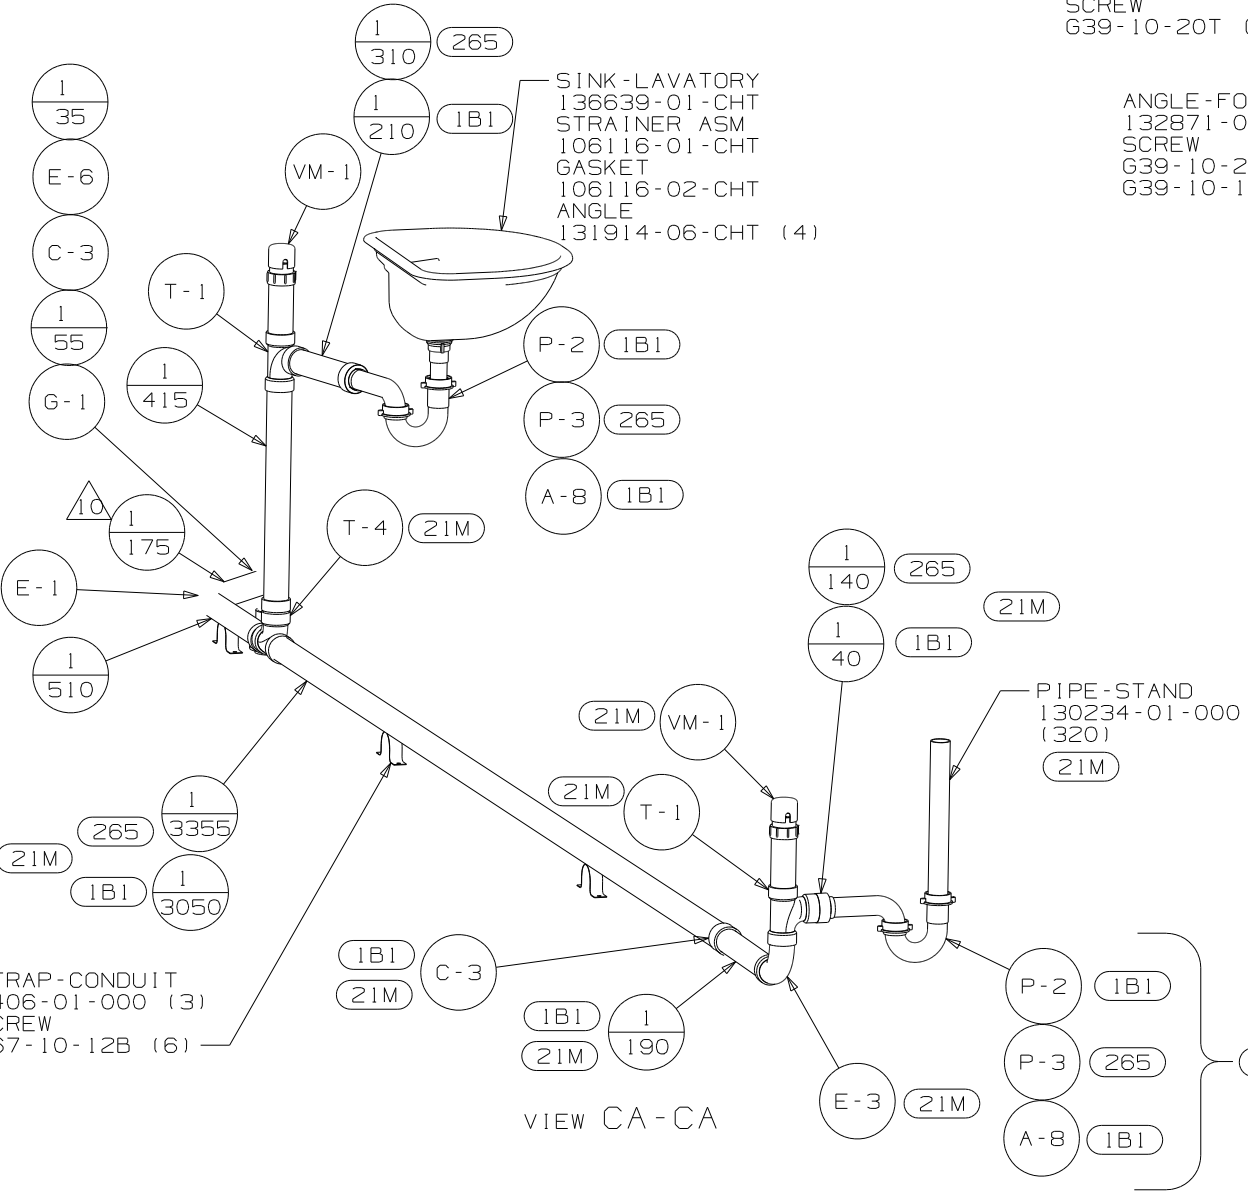 SCREW
G39-10-20T
1
310
265
1
210
1B1
SINK-LAVATORY
136639-01-CHT
STRAINER ASM
106116-01-CHT
GASKET
106116-02-CHT
ANGLE
131914-06-CHT (4)
ANGLE-FO
132871-0
SCREW
G39-10-2
G39-10-1
1
35
E-6
C-3
1
55
G-1
VM-1
T-1
1
415
P-2
1B1
P-3
265
A-8
1B1
10
1
175
T-4
21M
E-1
1
510
1
140
265
21M
1
40
1B1
PIPE-STAND
130234-01-000
(320)
21M
21M
VM-1
21M
T-1
265
1
3355
21M
1B1
1
3050
TRAP-CONDUIT
406-01-000 (3)
CREW
67-10-12B (6)
1B1
21M
C-3
1B1
21M
1
190
E-3
21M
P-2
1B1
P-3
265
A-8
1B1
VIEW CA-CA